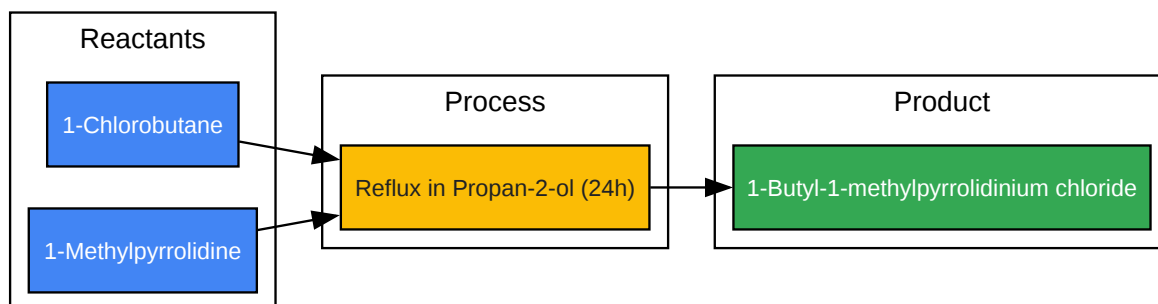 Reactants
1-Chlorobutane
1-Methylpyrrolidine
Process
Reflux in Propan-2-ol (24h)
Product
1-Butyl-1-methylpyrrolidinium chloride